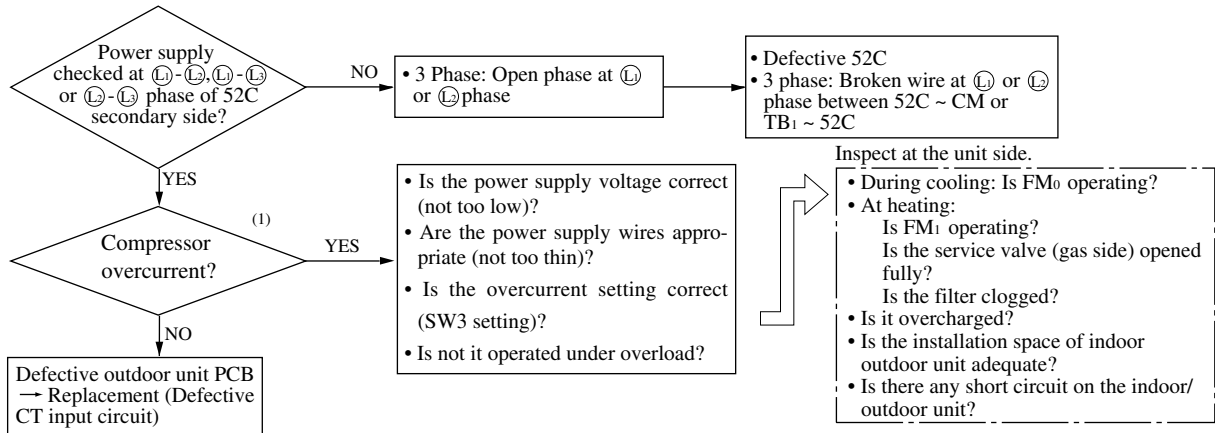 Power supply
checked at L1 - L2, L1 - L3
or L2 - L3 phase of 52C
secondary side?
NO
• 3 Phase: Open phase at L1
or L2 phase
• Defective 52C
• 3 phase: Broken wire at L1 or L2
phase between 52C ~ CM or
TB1 ~ 52C
YES
(1)
Compressor
overcurrent?
YES
• Is the power supply voltage correct
(not too low)?
• Are the power supply wires appro-
priate (not too thin)?
• Is the overcurrent setting correct
(SW3 setting)?
• Is not it operated under overload?
Inspect at the unit side.
• During cooling: Is FM0 operating?
• At heating:
Is FM1 operating?
Is the service valve (gas side) opened
fully?
Is the filter clogged?
• Is it overcharged?
• Is the installation space of indoor
outdoor unit adequate?
• Is there any short circuit on the indoor/
outdoor unit?
NO
Defective outdoor unit PCB
→ Replacement (Defective
CT input circuit)